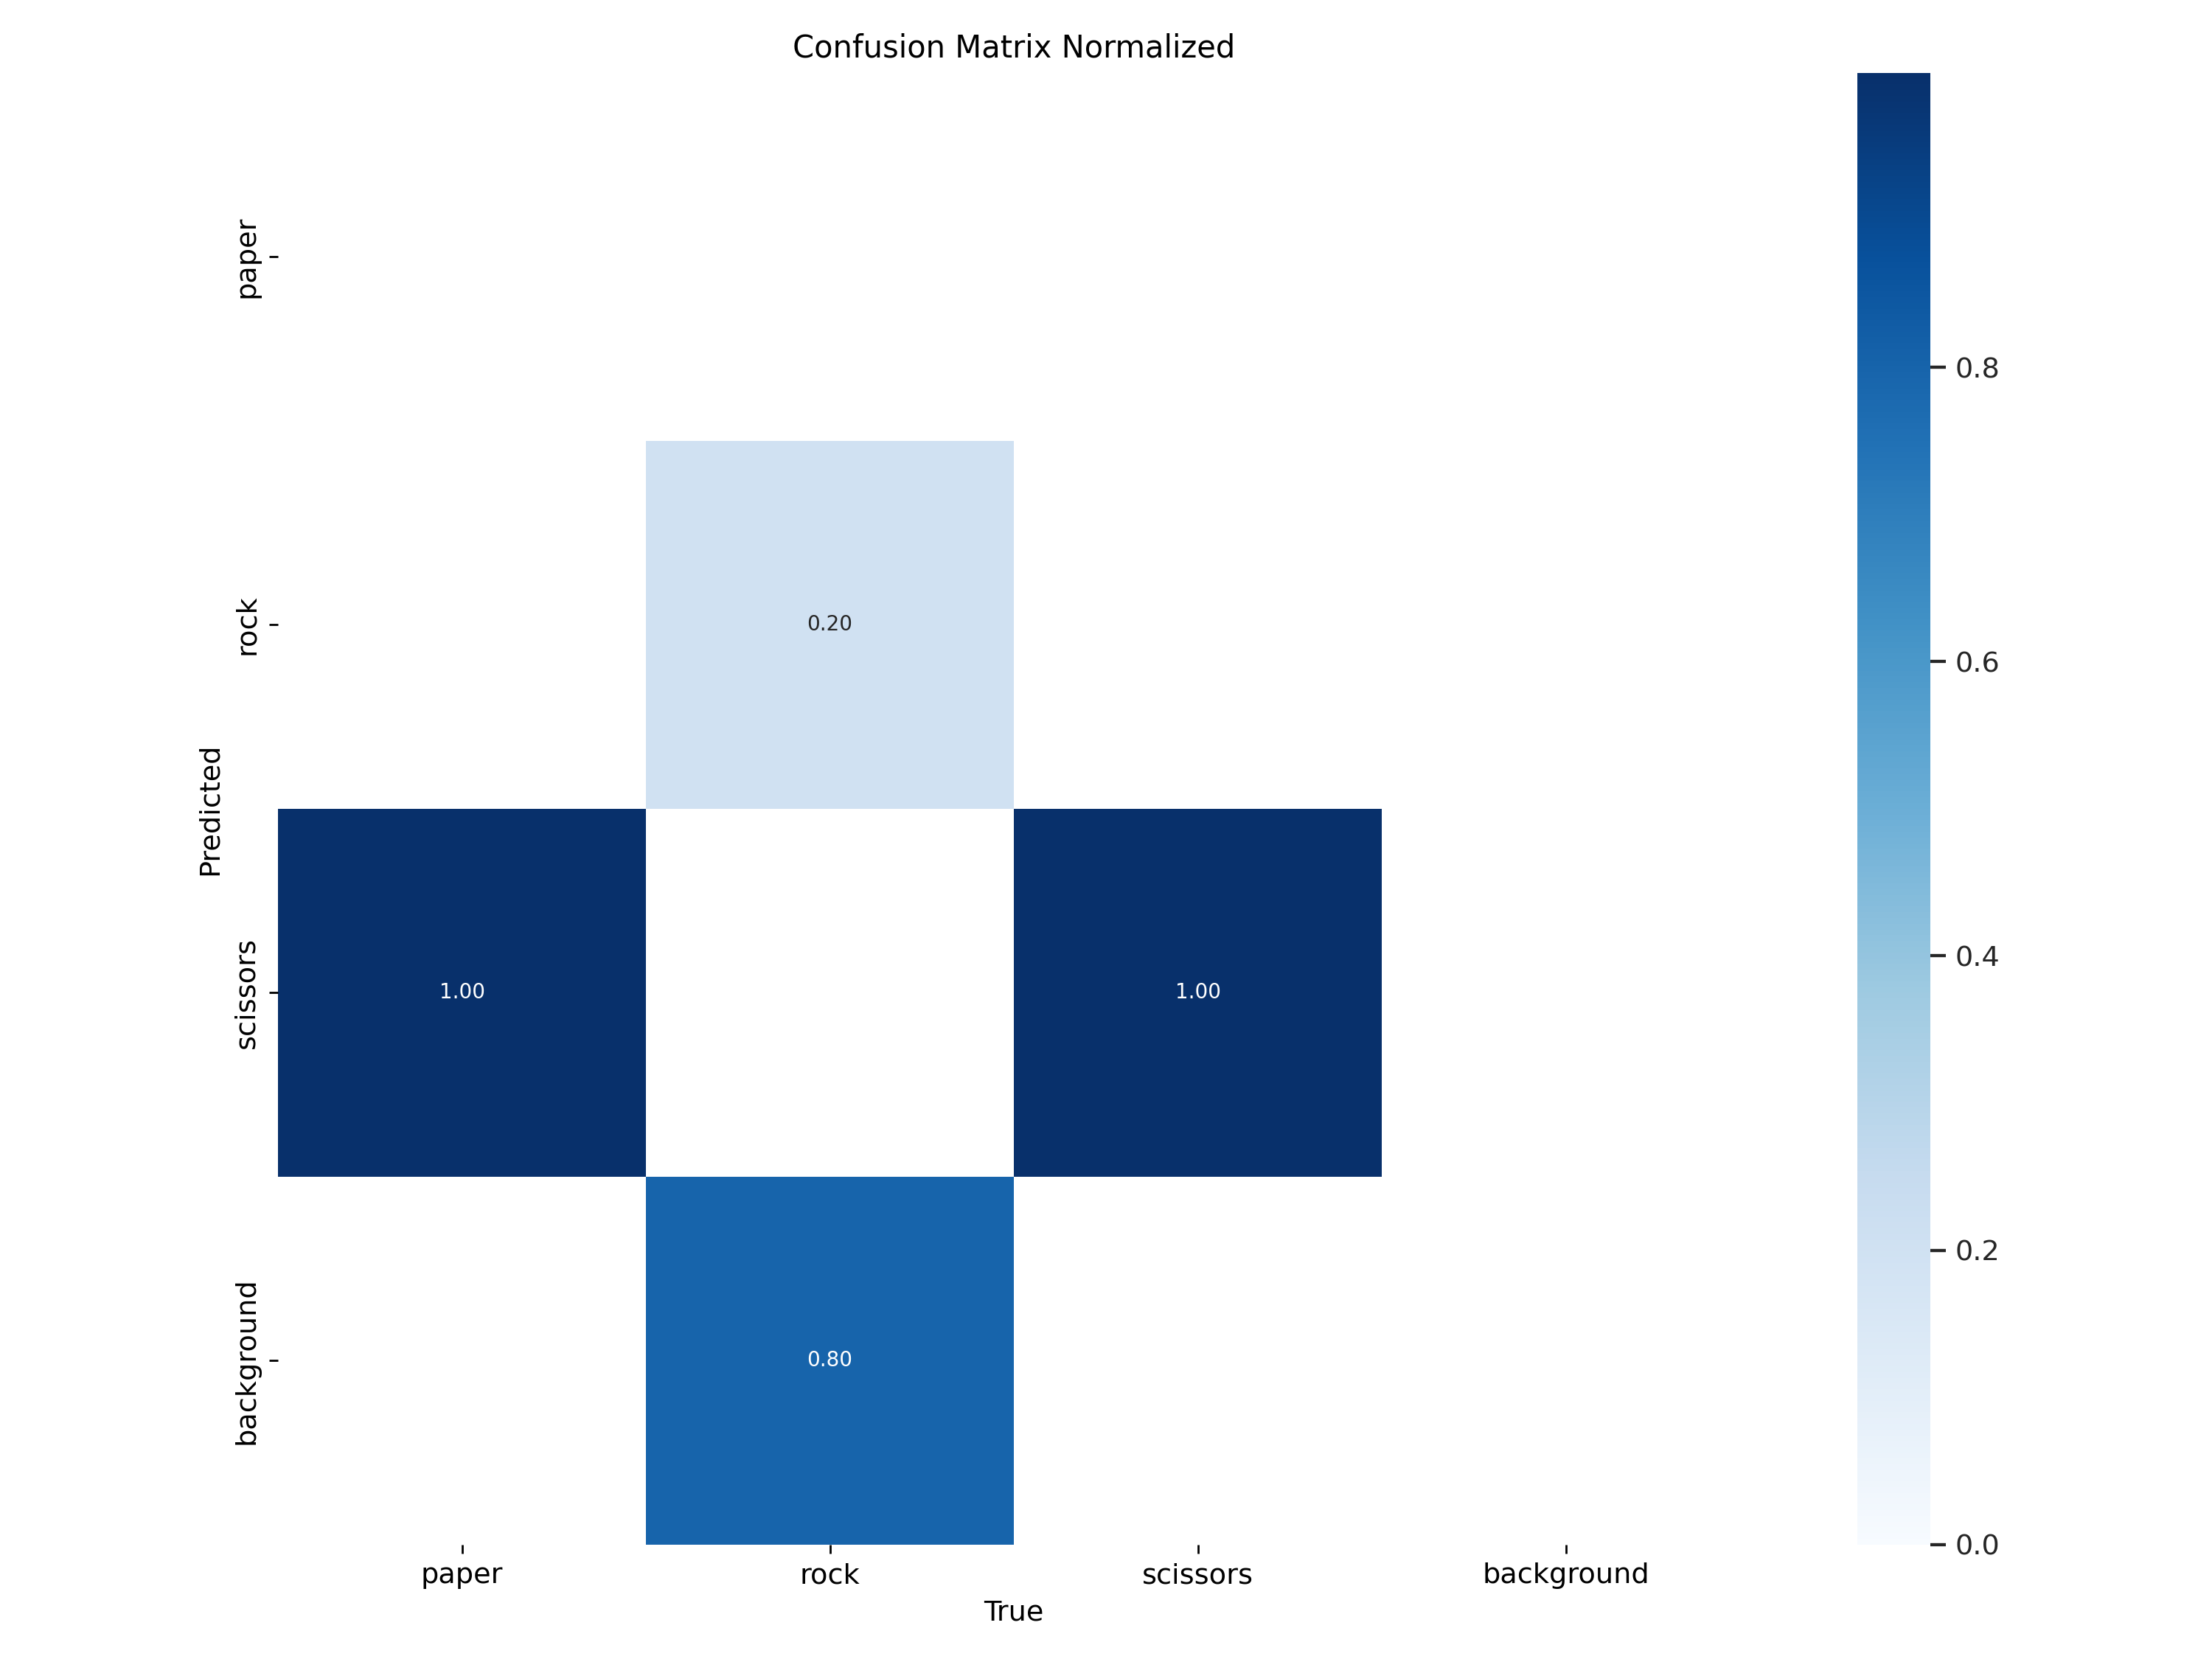 Confusion Matrix Normalized
paper
rock
scissors
background
Predicted
0.20
1.00
1.00
0.80
paper
rock
scissors
background
True
0.8
0.6
0.4
0.2
0.0